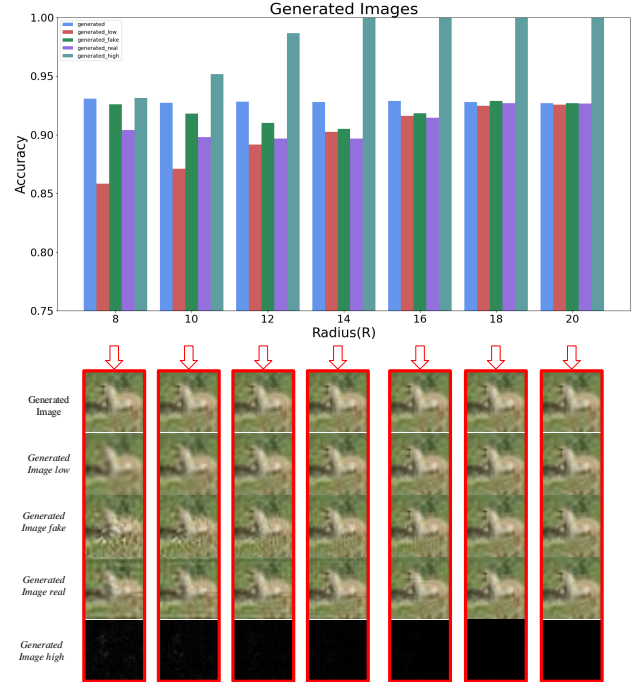 Generated Images
1.00
0.95
0.90
0.85
0.80
0.75
Accuracy
generated
generated_low
generated_fake
generated_real
generated_high
8 10 12 14 16 18 20
Radius(R)
Generated
Image
Generated
Image low
Generated
Image fake
Generated
Image real
Generated
Image high